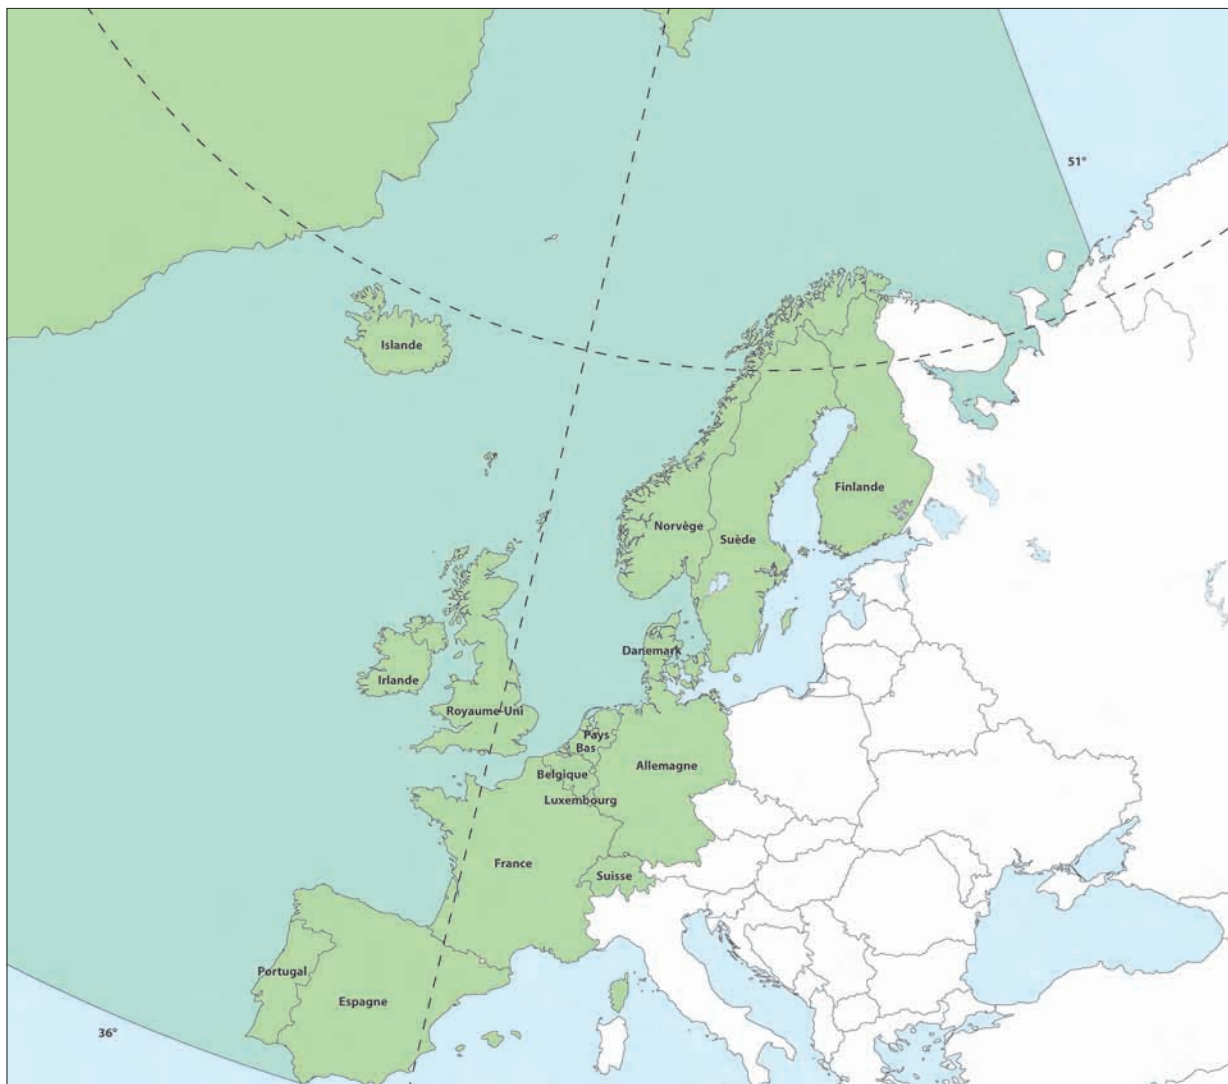 51°
Islande
Finlande
Norvège
Suède
Danemark
Irlande
Royaume-Uni
Pays
Bas
Allemagne
Belgique
Luxembourg
France
Suisse
Portugal
Espagne
36°